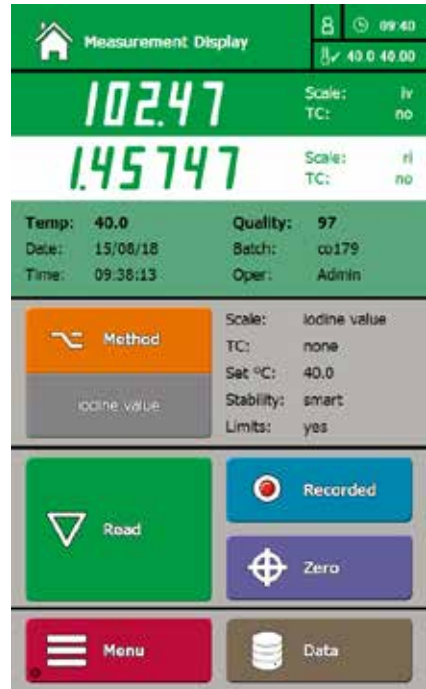 Measurement Display
8 09:40
40.0 40.00
102.47 Scale: iv
TC: no
1.45747 Scale: ri
TC: no
Temp: 40.0 Quality: 97
Date: 15/08/18 Batch: co179
Time: 09:38:13 Oper: Admin
Method
iodine value
Scale: iodine value
TC: none
Set °C: 40.0
Stability: smart
Limits: yes
Read
Recorded
Zero
Menu
Data